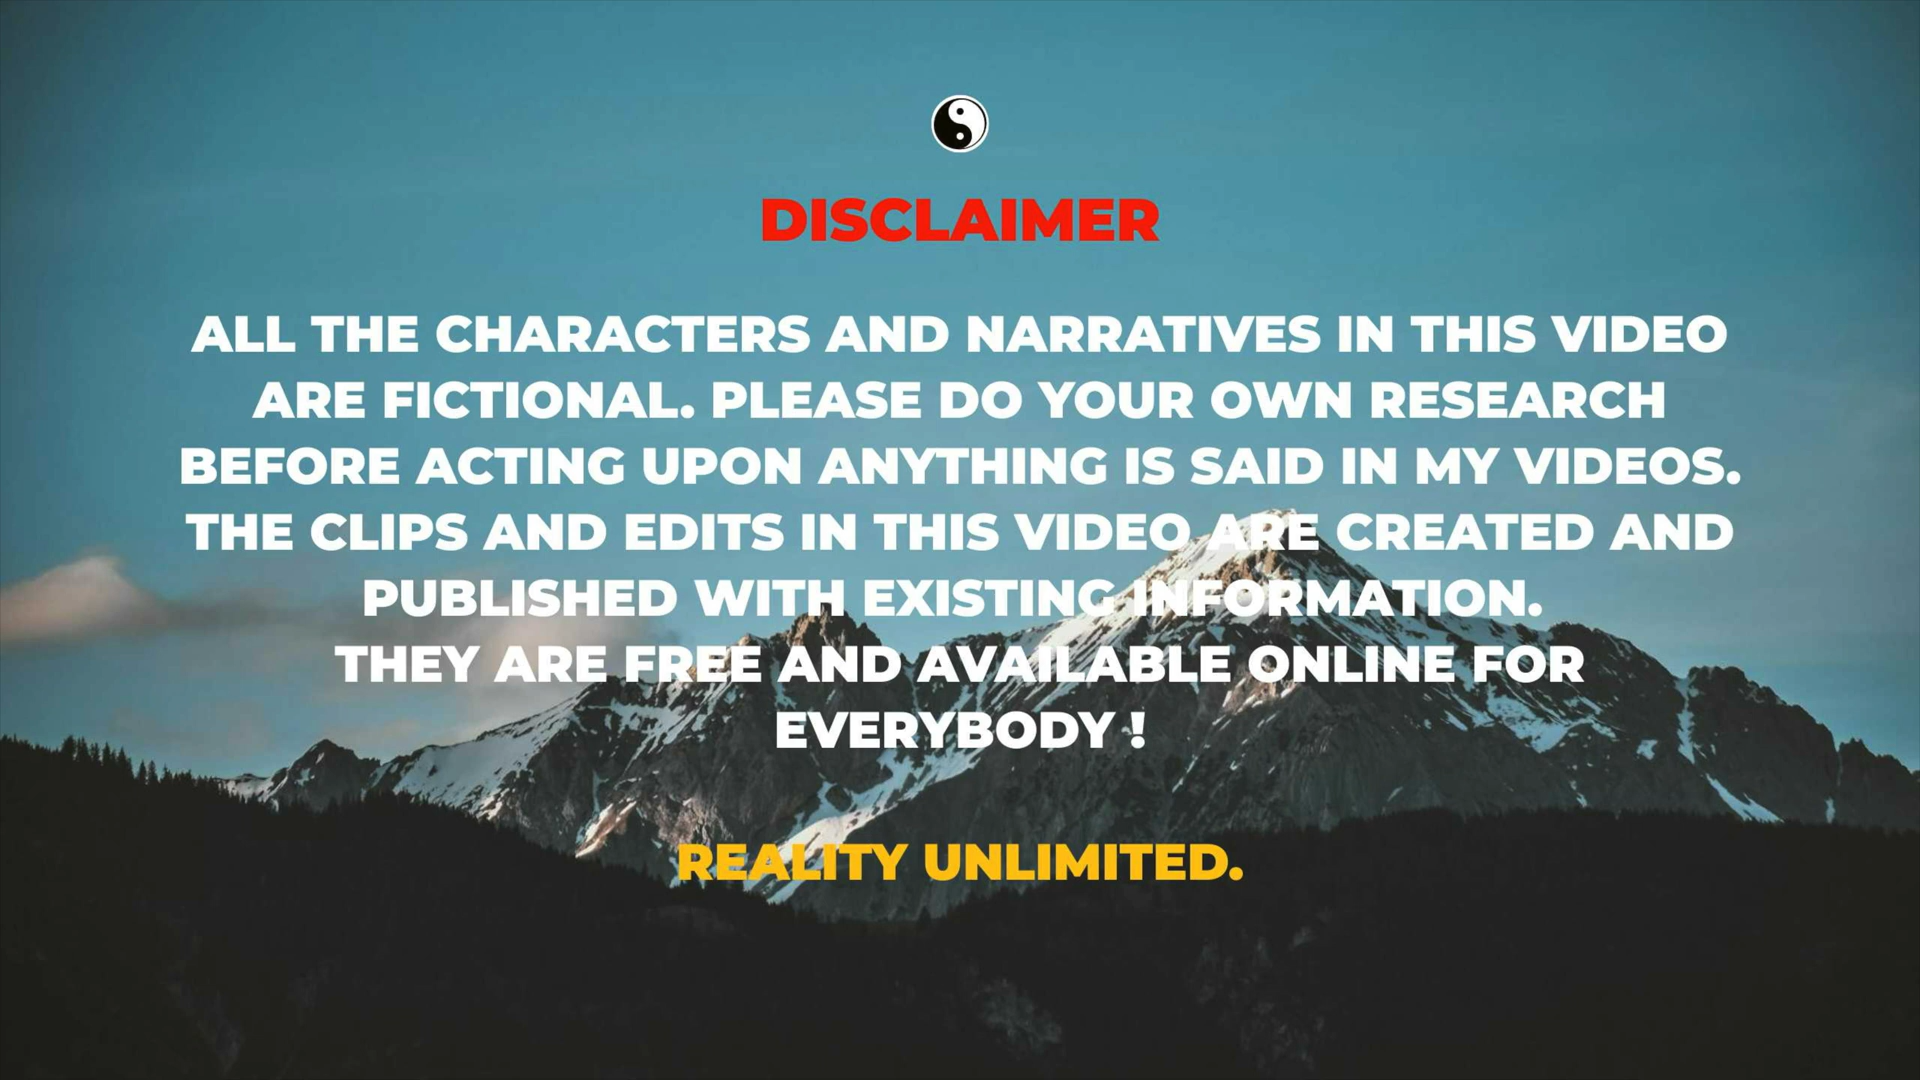 DISCLAIMER
ALL THE CHARACTERS AND NARRATIVES IN THIS VIDEO
ARE FICTIONAL. PLEASE DO YOUR OWN RESEARCH
BEFORE ACTING UPON ANYTHING IS SAID IN MY VIDEOS.
THE CLIPS AND EDITS IN THIS VIDEO ARE CREATED AND
PUBLISHED WITH EXISTING INFORMATION.
THEY ARE FREE AND AVAILABLE ONLINE FOR
EVERYBODY !
REALITY UNLIMITED.